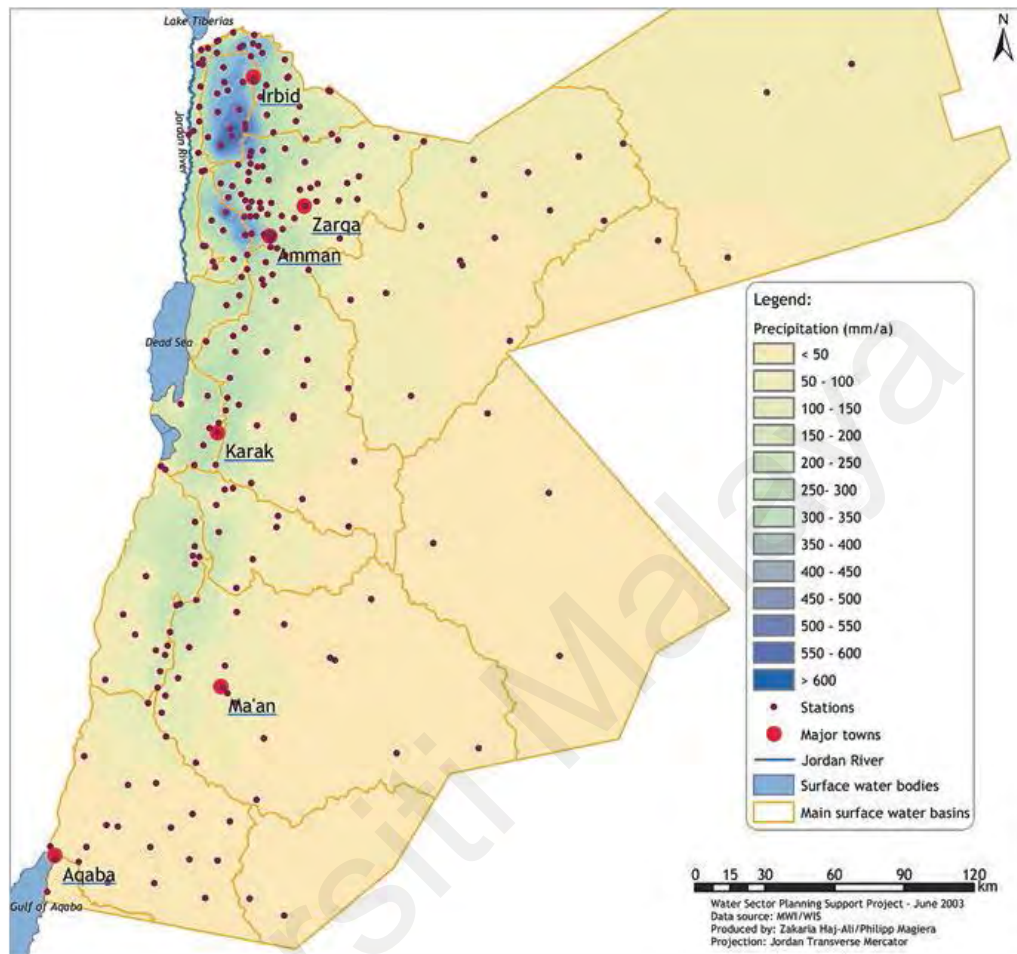 Lake Tiberias
N
Irbid
Jordan River
Zarqa
Amman
Dead Sea
Karak
Ma'an
Aqaba
Gulf of Aqaba
Legend:
Precipitation (mm/a)
< 50
50 - 100
100 - 150
150 - 200
200 - 250
250- 300
300 - 350
350 - 400
400 - 450
450 - 500
500 - 550
550 - 600
> 600
Stations
Major towns
Jordan River
Surface water bodies
Main surface water basins
0 15 30 60 90 120
km
Water Sector Planning Support Project - June 2003
Data source: MWI/WIS
Produced by: Zakaria Haj-Ali/Philipp Magiera
Projection: Jordan Transverse Mercator
rsiti Malaya